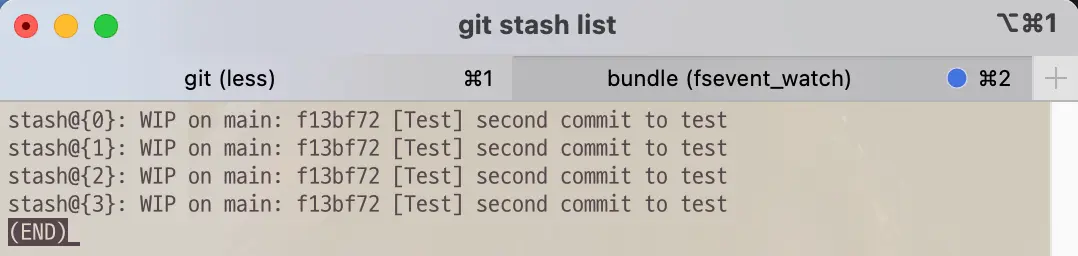 git stash list
⌥⌘1
git (less) ⌘1 bundle (fsevent_watch) ⌘2
stash@{0}: WIP on main: f13bf72 [Test] second commit to test
stash@{1}: WIP on main: f13bf72 [Test] second commit to test
stash@{2}: WIP on main: f13bf72 [Test] second commit to test
stash@{3}: WIP on main: f13bf72 [Test] second commit to test
(END)